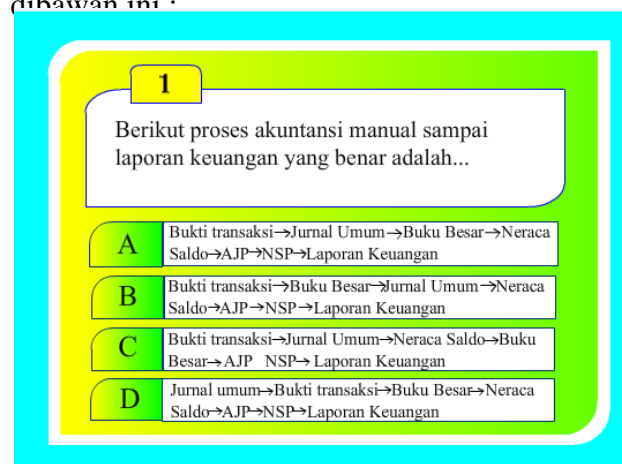 dibawah ini :
1
Berikut proses akuntansi manual sampai
laporan keuangan yang benar adalah...
A
Bukti transaksi→Jurnal Umum→Buku Besar→Neraca
Saldo→AJP→NSP→Laporan Keuangan
B
Bukti transaksi→Buku Besar→Jurnal Umum→Neraca
Saldo→AJP→NSP→Laporan Keuangan
C
Bukti transaksi→Jurnal Umum→Neraca Saldo→Buku
Besar→AJP NSP→Laporan Keuangan
D
Jurnal umum→Bukti transaksi→Buku Besar→Neraca
Saldo→AJP→NSP→Laporan Keuangan